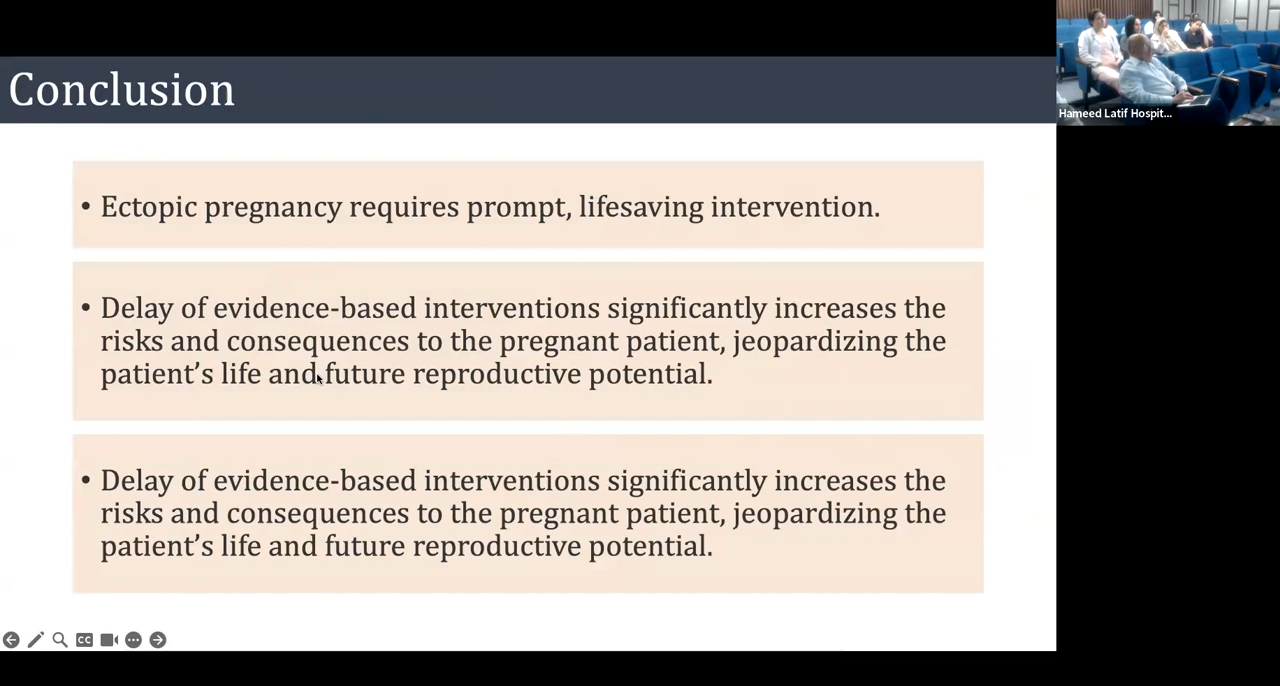 Conclusion
• Ectopic pregnancy requires prompt, lifesaving intervention.
• Delay of evidence-based interventions significantly increases the
risks and consequences to the pregnant patient, jeopardizing the
patient’s life and future reproductive potential.
• Delay of evidence-based interventions significantly increases the
risks and consequences to the pregnant patient, jeopardizing the
patient’s life and future reproductive potential.
CC
Hameed Latif Hospit...